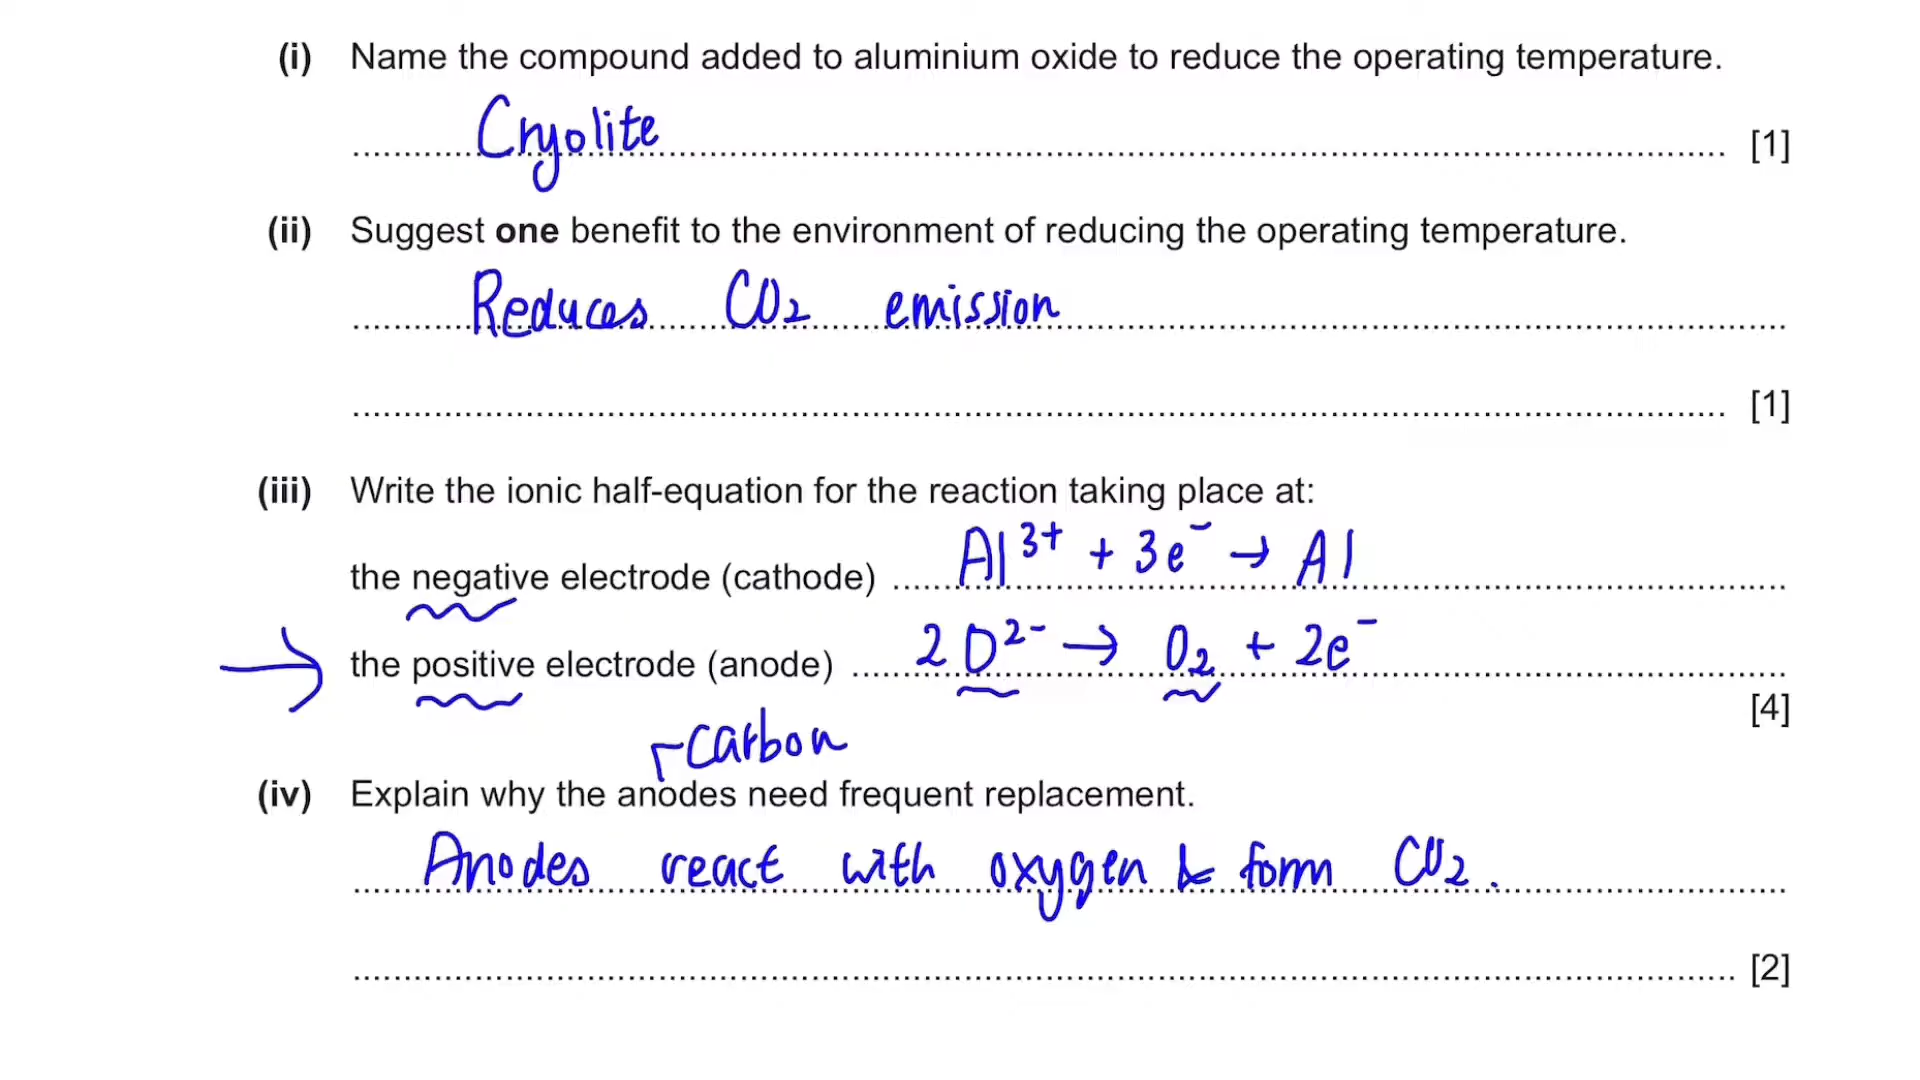 (i) Name the compound added to aluminium oxide to reduce the operating temperature.
Cryolite [1]
(ii) Suggest one benefit to the environment of reducing the operating temperature.
Reduces CO₂ emission
[1]
(iii) Write the ionic half-equation for the reaction taking place at:
the negative electrode (cathode) Al³⁺ + 3e⁻ → Al
the positive electrode (anode) 2O²⁻ → O₂ + 2e⁻
[4]
carbon
(iv) Explain why the anodes need frequent replacement.
Anodes react with oxygen & form CO₂.
[2]